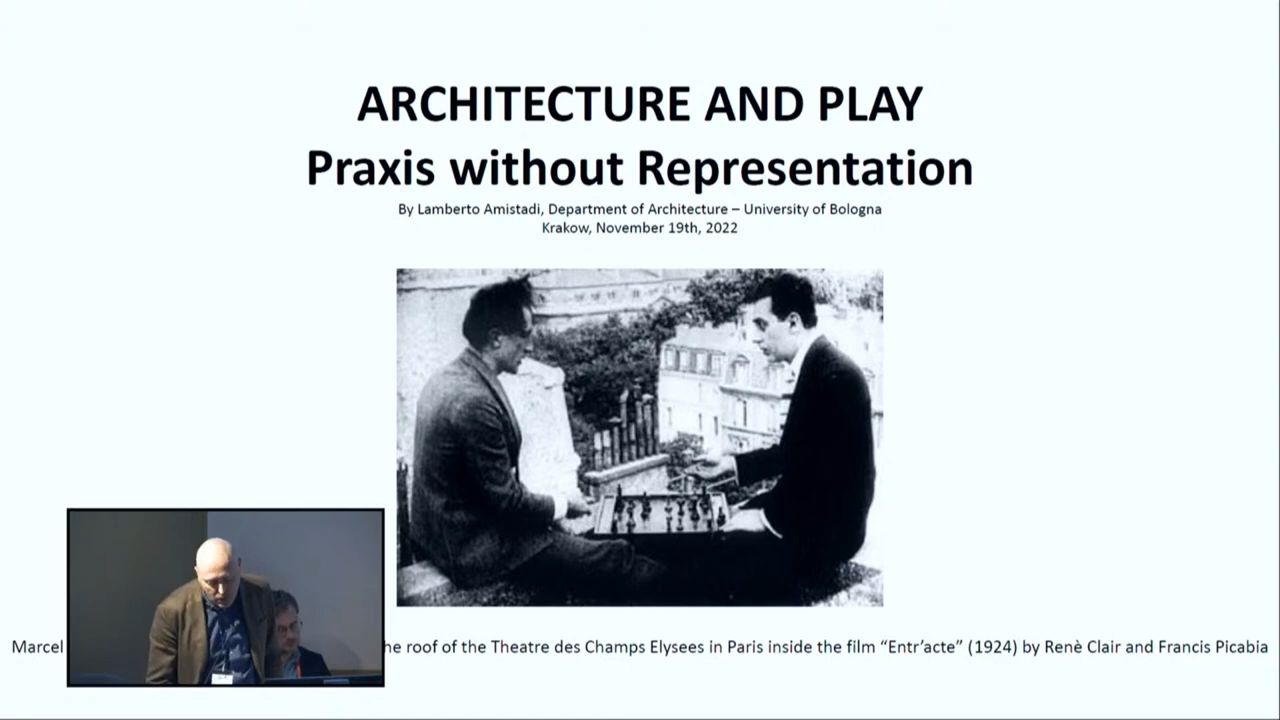 ARCHITECTURE AND PLAY
Praxis without Representation
By Lamberto Amistadi, Department of Architecture – University of Bologna
Krakow, November 19th, 2022
Marcel he roof of the Theatre des Champs Elysees in Paris inside the film “Entr’acte” (1924) by Renè Clair and Francis Picabia